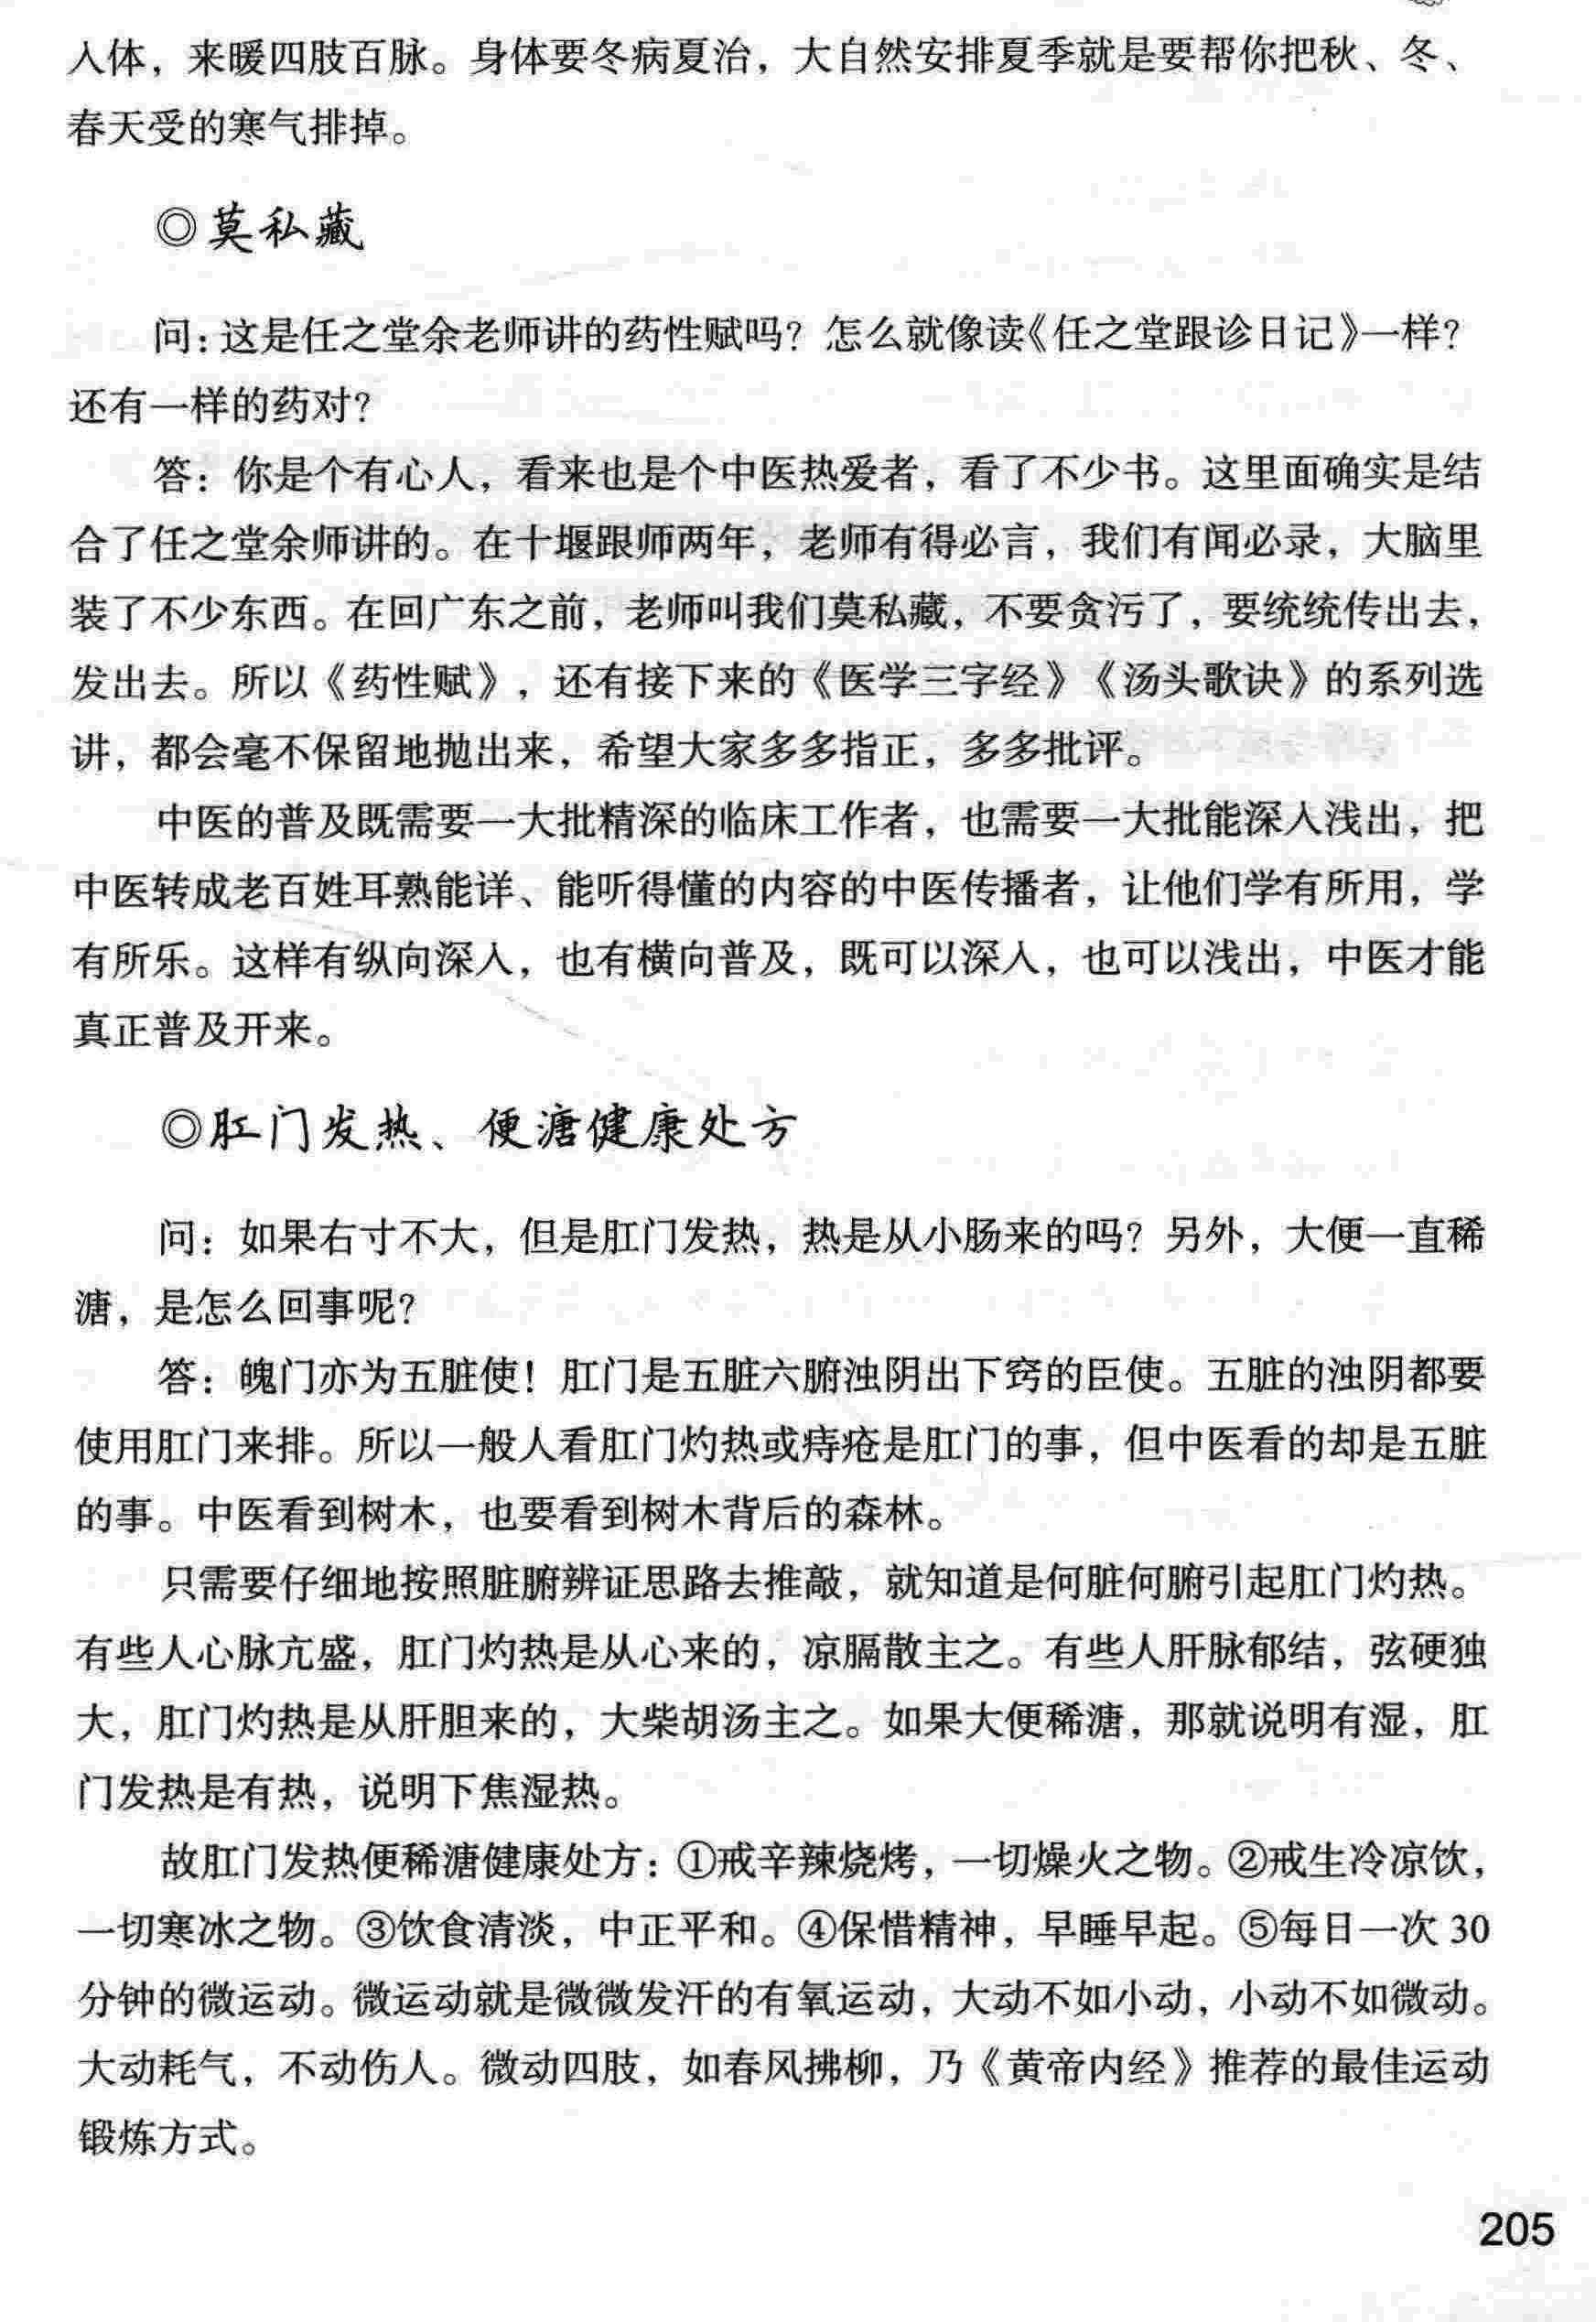 人体，来暖四肢百脉。身体要冬病夏治，大自然安排夏季就是要帮你把秋、冬、
春天受的寒气排掉。
◎莫私藏
问：这是任之堂余老师讲的药性赋吗？怎么就像读《任之堂跟诊日记》一样？
还有一样的药对？
答：你是个有心人，看来也是个中医热爱者，看了不少书。这里面确实是结
合了任之堂余师讲的。在十堰跟师两年，老师有得必言，我们有闻必录，大脑里
装了不少东西。在回广东之前，老师叫我们莫私藏，不要贪污了，要统统传出去，
发出去。所以《药性赋》，还有接下来的《医学三字经》《汤头歌诀》的系列选
讲，都会毫不保留地抛出来，希望大家多多指正，多多批评。
中医的普及既需要一大批精深的临床工作者，也需要一大批能深入浅出，把
中医转成老百姓耳熟能详、能听得懂的内容的中医传播者，让他们学有所用，学
有所乐。这样有纵向深入，也有横向普及，既可以深入，也可以浅出，中医才能
真正普及开来。
◎肛门发热、便溏健康处方
问：如果右寸不大，但是肛门发热，热是从小肠来的吗？另外，大便一直稀
溏，是怎么回事呢？
答：魄门亦为五脏使！肛门是五脏六腑浊阴出下窍的臣使。五脏的浊阴都要
使用肛门来排。所以一般人看肛门灼热或痔疮是肛门的事，但中医看的却是五脏
的事。中医看到树木，也要看到树木背后的森林。
只需要仔细地按照脏腑辨证思路去推敲，就知道是何脏何腑引起肛门灼热。
有些人心脉亢盛，肛门灼热是从心来的，凉膈散主之。有些人肝脉郁结，弦硬独
大，肛门灼热是从肝胆来的，大柴胡汤主之。如果大便稀溏，那就说明有湿，肛
门发热是有热，说明下焦湿热。
故肛门发热便稀溏健康处方：①戒辛辣烧烤，一切燥火之物。②戒生冷凉饮，
一切寒冰之物。③饮食清淡，中正平和。④保惜精神，早睡早起。⑤每日一次 30
分钟的微运动。微运动就是微微发汗的有氧运动，大动不如小动，小动不如微动。
大动耗气，不动伤人。微动四肢，如春风拂柳，乃《黄帝内经》推荐的最佳运动
锻炼方式。
205